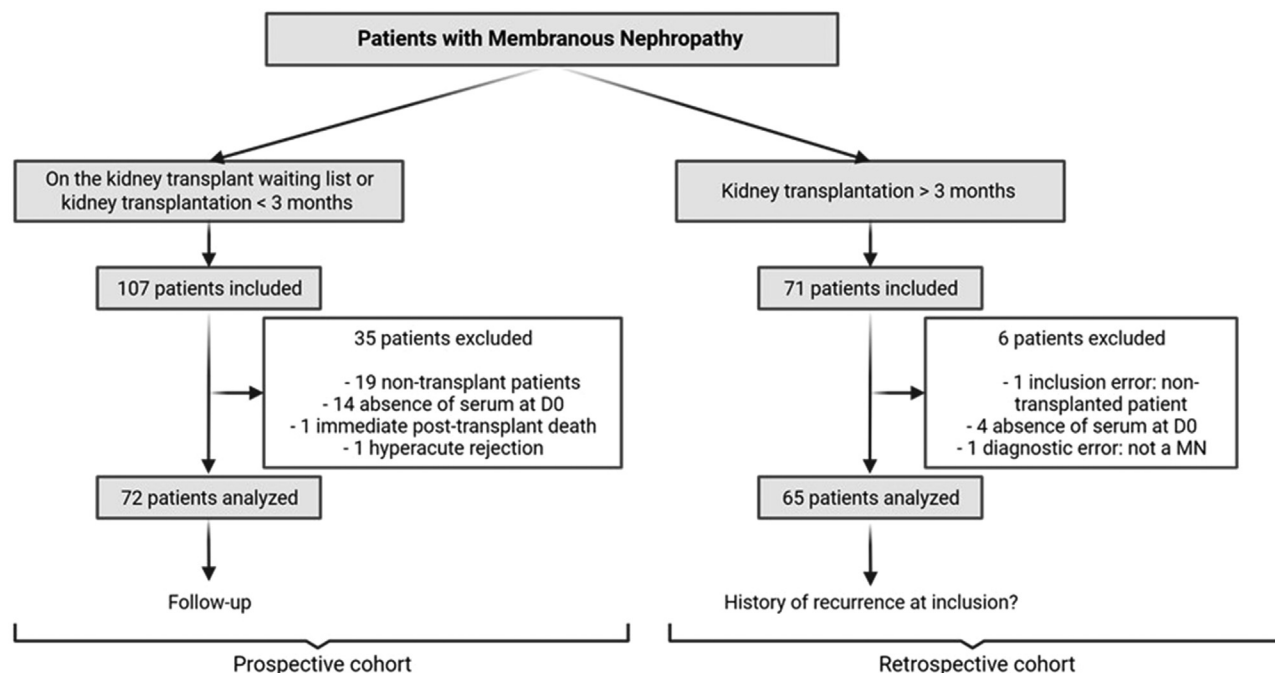 Patients with Membranous Nephropathy
On the kidney transplant waiting list or
kidney transplantation < 3 months
107 patients included
35 patients excluded
- 19 non-transplant patients
- 14 absence of serum at D0
- 1 immediate post-transplant death
- 1 hyperacute rejection
72 patients analyzed
Follow-up
Prospective cohort
Kidney transplantation > 3 months
71 patients included
6 patients excluded
- 1 inclusion error: non-
transplanted patient
- 4 absence of serum at D0
- 1 diagnostic error: not a MN
65 patients analyzed
History of recurrence at inclusion?
Retrospective cohort